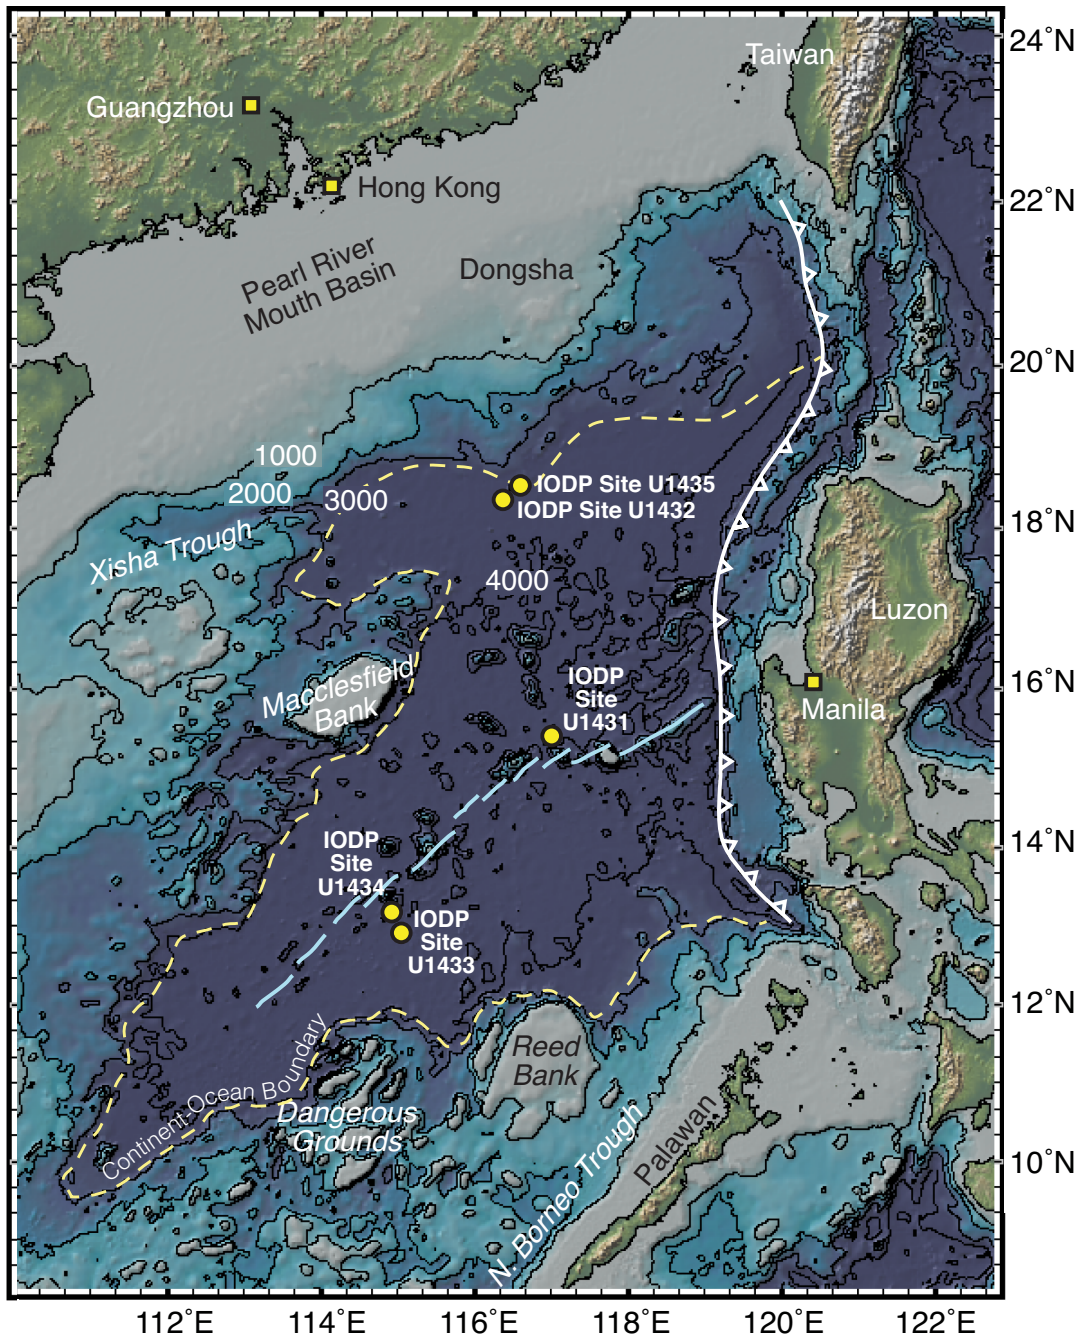 24˚N
Taiwan
Guangzhou
Hong Kong
22˚N
Pearl River
Mouth Basin
Dongsha
20˚N
1000
2000
3000
IODP Site U1435
IODP Site U1432
18˚N
Xisha Trough
4000
Luzon
Macclesfield
Bank
IODP
Site
U1431
16˚N
Manila
IODP
Site
U1434
14˚N
IODP
Site
U1433
12˚N
Continent-Ocean Boundary
Reed
Bank
Dangerous
Grounds
N. Borneo Trough
Palawan
10˚N
112˚E
114˚E
116˚E
118˚E
120˚E
122˚E